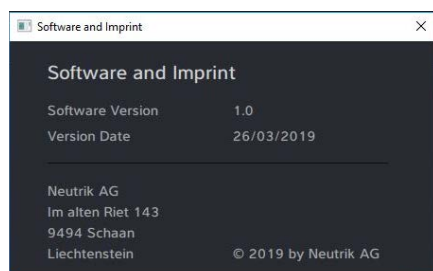 Software and Imprint
Software and Imprint
Software Version 1.0
Version Date 26/03/2019
Neutrik AG
Im alten Riet 143
9494 Schaan
Liechtenstein © 2019 by Neutrik AG